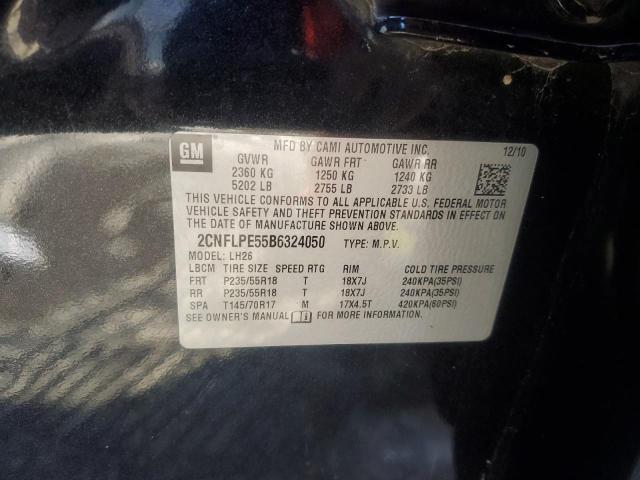 GM
MFD BY CAMI AUTOMOTIVE INC. 12/10
GVWR GAWR FRT GAWR RR
2360 KG 1250 KG 1240 KG
5202 LB 2755 LB 2733 LB
THIS VEHICLE CONFORMS TO ALL APPLICABLE U.S. FEDERAL MOTOR
VEHICLE SAFETY AND THEFT PREVENTION STANDARDS IN EFFECT ON
THE DATE OF MANUFACTURE SHOWN ABOVE.
2CNFLPE55B6324050 TYPE: M.P.V.
MODEL: LH26
LBCM TIRE SIZE SPEED RTG RIM COLD TIRE PRESSURE
FRT P235/55R18 T 18X7J 240KPA(35PSI)
RR P235/55R18 T 18X7J 240KPA(35PSI)
SPA T145/70R17 M 17X4.5T 420KPA(60PSI)
SEE OWNER'S MANUAL FOR MORE INFORMATION.